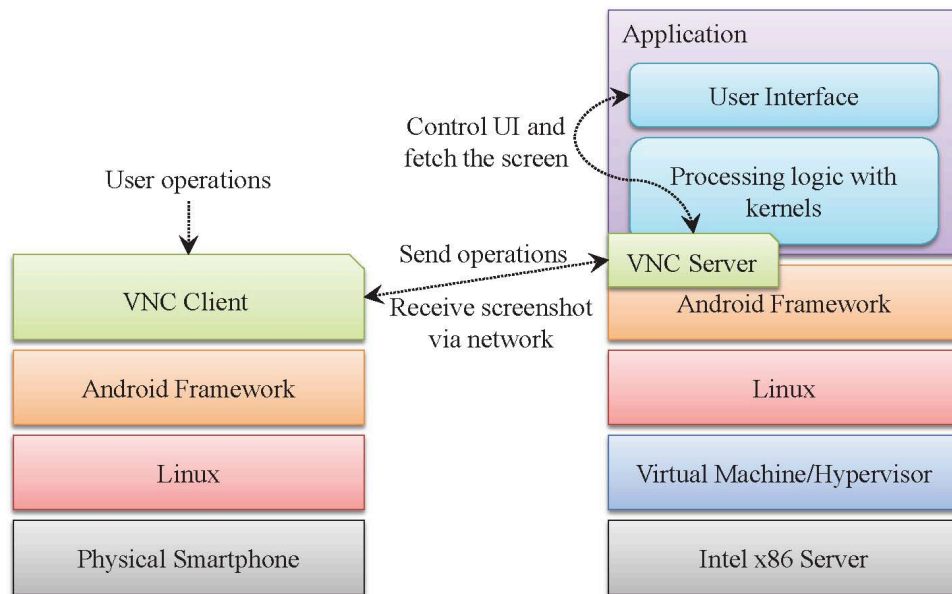 Application
User Interface
Control UI and
fetch the screen
Processing logic with
kernels
User operations
VNC Client
Send operations
Receive screenshot
via network
VNC Server
Android Framework
Android Framework
Linux
Linux
Virtual Machine/Hypervisor
Physical Smartphone
Intel x86 Server